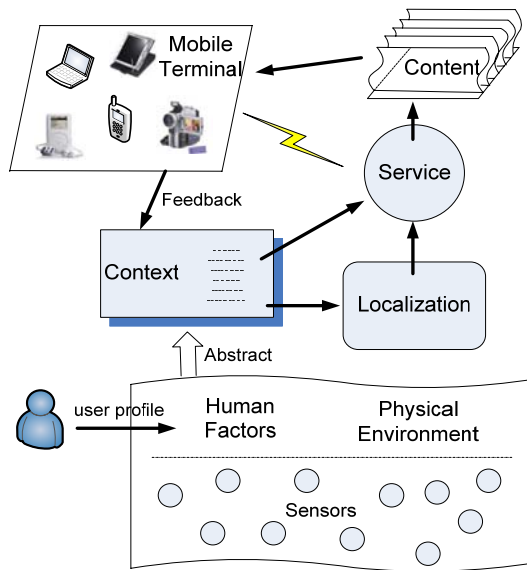 Mobile
Terminal
Content
Service
Feedback
Context
Localization
Abstract
user profile
Human
Factors
Physical
Environment
Sensors